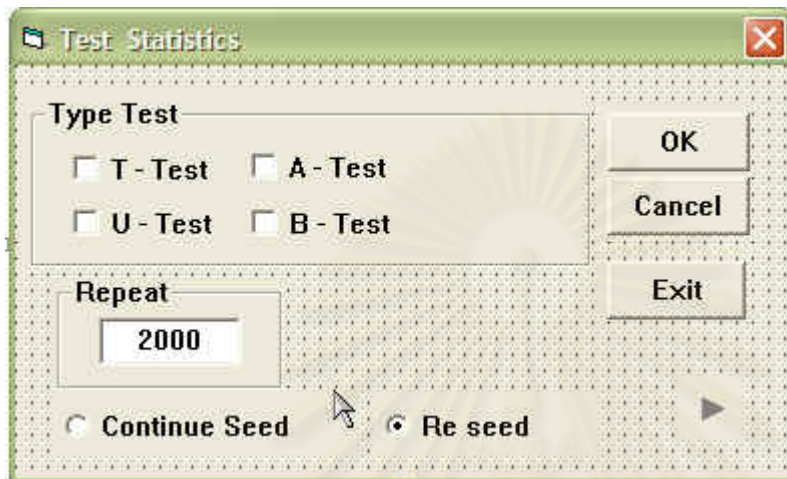 Test Statistics
Type Test
T - Test
A - Test
U - Test
B - Test
OK
Cancel
Exit
Repeat
2000
Continue Seed
Re seed